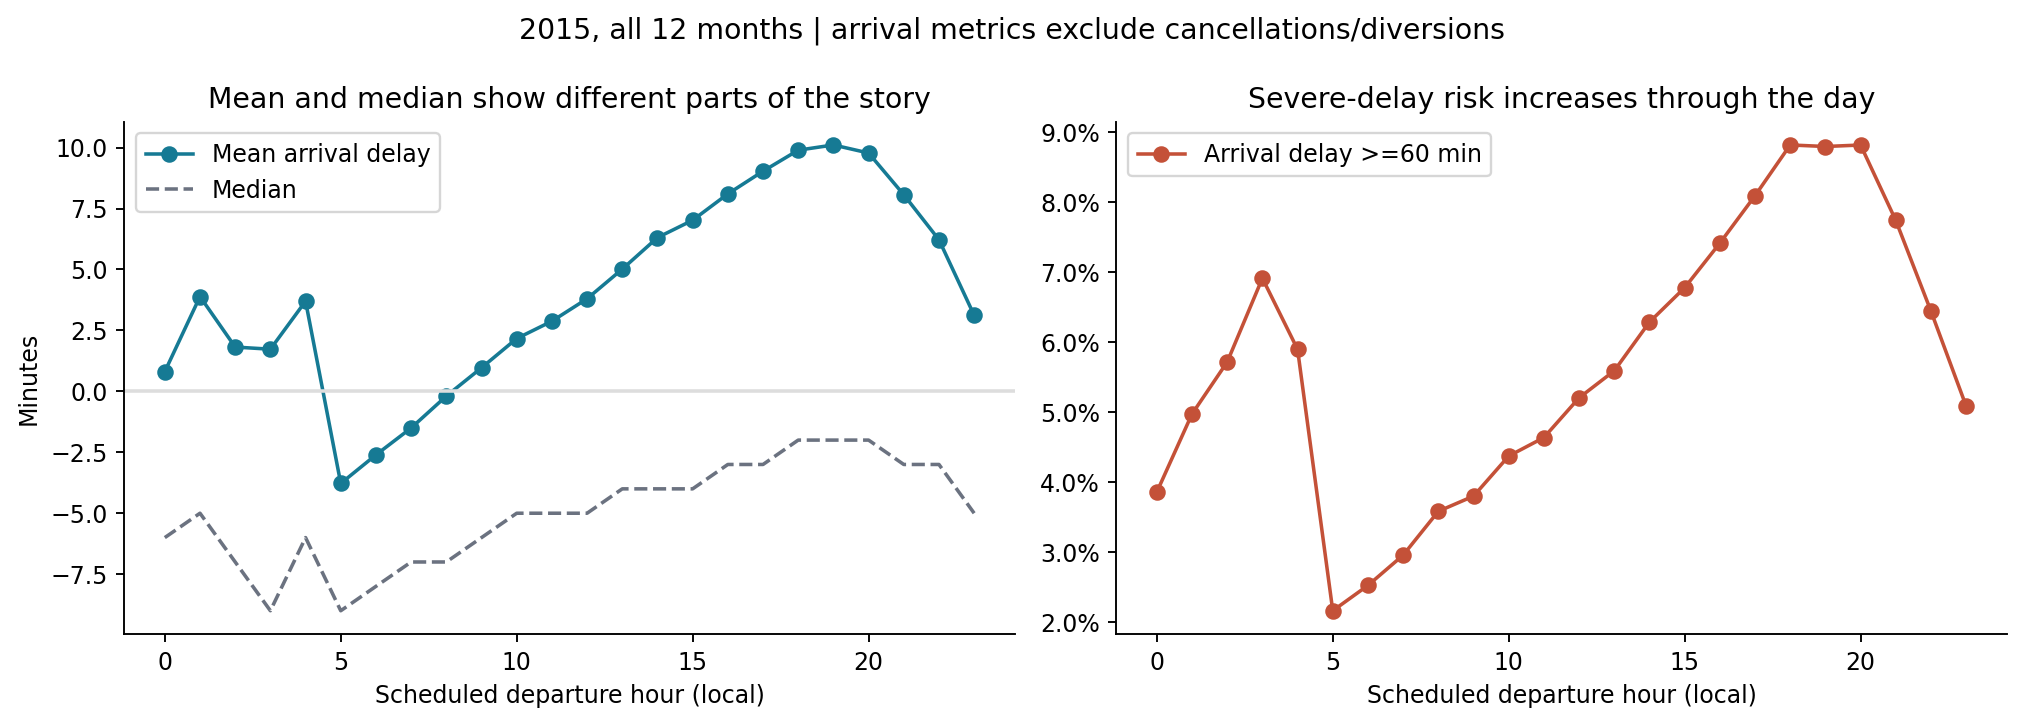 2015, all 12 months | arrival metrics exclude cancellations/diversions
Mean and median show different parts of the story
Mean arrival delay
Median
10.0
7.5
5.0
2.5
0.0
−2.5
−5.0
−7.5
Minutes
0
5
10
15
20
Scheduled departure hour (local)
Severe-delay risk increases through the day
Arrival delay >=60 min
9.0%
8.0%
7.0%
6.0%
5.0%
4.0%
3.0%
2.0%
0
5
10
15
20
Scheduled departure hour (local)